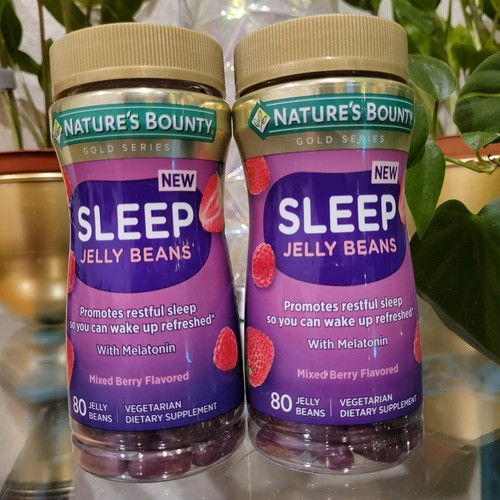 NATURE'S BOUNTY
GOLD SERIES
NEW
SLEEP
JELLY BEANS
Promotes restful sleep
so you can wake up refreshed*
With Melatonin
Mixed Berry Flavored
80 JELLY BEANS
VEGETARIAN
DIETARY SUPPLEMENT
NATURE'S BOUNTY
GOLD SERIES
NEW
SLEEP
JELLY BEANS
Promotes restful sleep
so you can wake up refreshed*
With Melatonin
Mixed Berry Flavored
80 JELLY BEANS
VEGETARIAN
DIETARY SUPPLEMENT